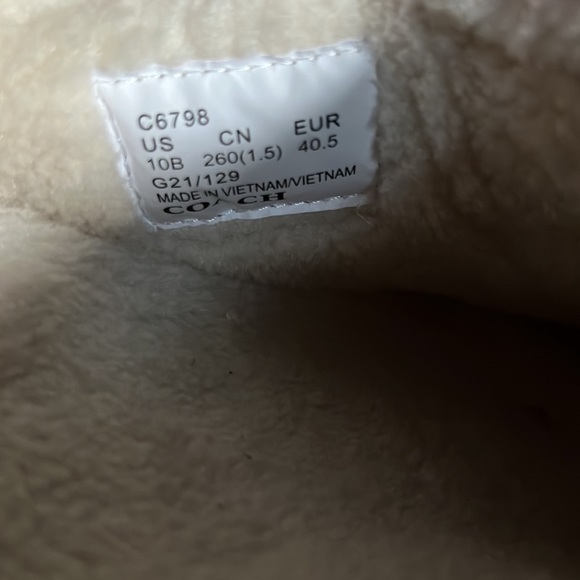 C6798
US CN EUR
10B 260(1.5) 40.5
G21/129
MADE IN VIETNAM/VIETNAM
COACH